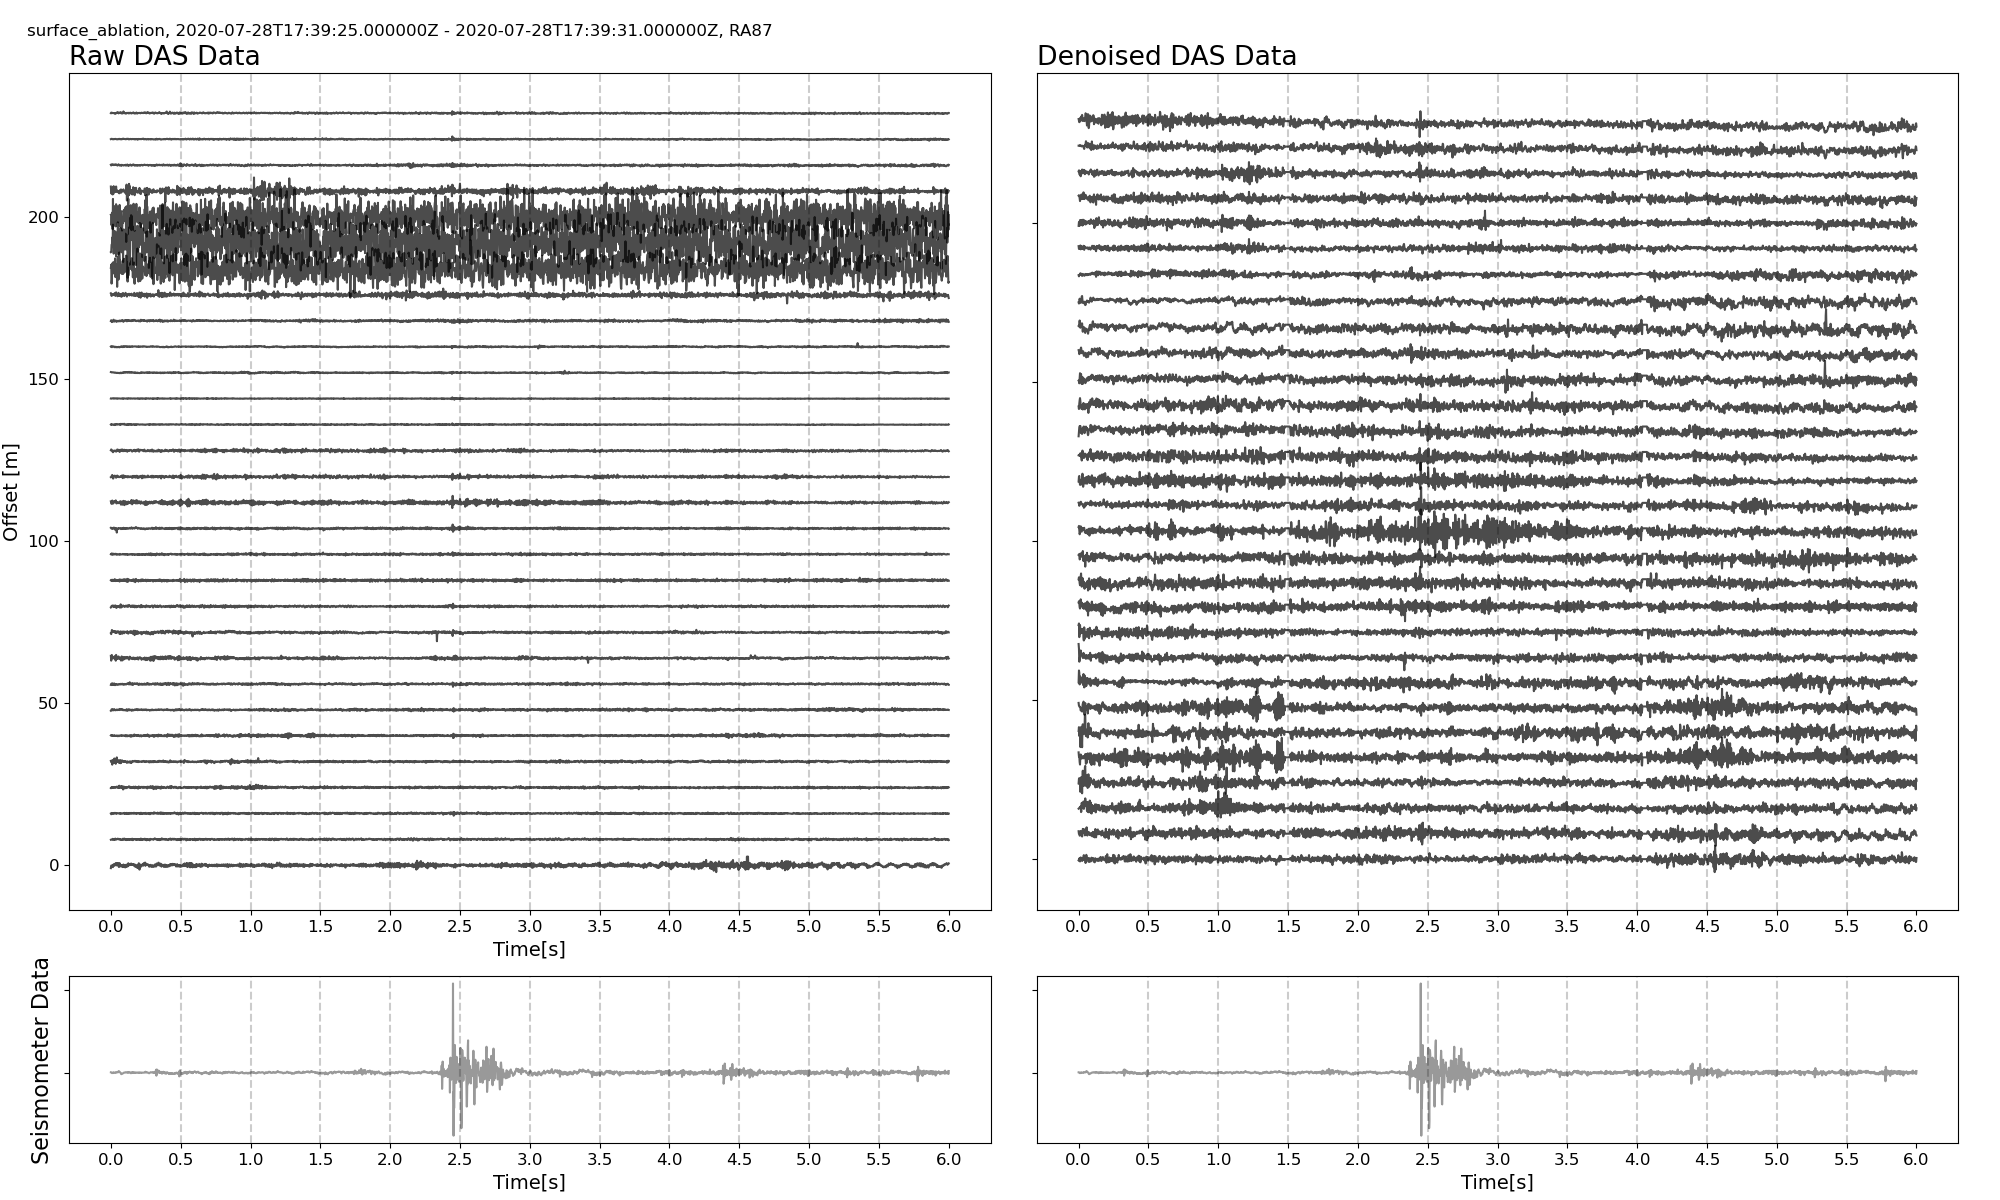 surface_ablation, 2020-07-28T17:39:25.000000Z - 2020-07-28T17:39:31.000000Z, RA87
Raw DAS Data
Denoised DAS Data
Offset [m]
200
150
100
50
0
0.0 0.5 1.0 1.5 2.0 2.5 3.0 3.5 4.0 4.5 5.0 5.5 6.0
Time[s]
0.0 0.5 1.0 1.5 2.0 2.5 3.0 3.5 4.0 4.5 5.0 5.5 6.0
Seismometer Data
0.0 0.5 1.0 1.5 2.0 2.5 3.0 3.5 4.0 4.5 5.0 5.5 6.0
Time[s]
0.0 0.5 1.0 1.5 2.0 2.5 3.0 3.5 4.0 4.5 5.0 5.5 6.0
Time[s]